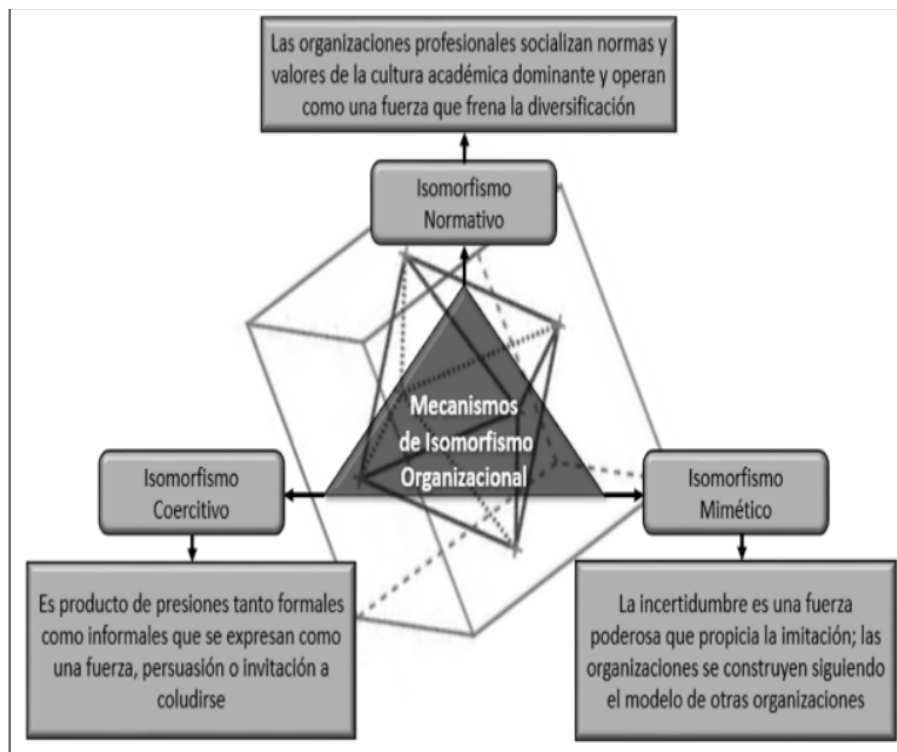 Las organizaciones profesionales socializan normas y
valores de la cultura académica dominante y operan
como una fuerza que frena la diversificación
Isomorfismo
Normativo
Mecanismos
de Isomorfismo
Organizacional
Isomorfismo
Coercitivo
Isomorfismo
Mimético
Es producto de presiones tanto formales
como informales que se expresan como
una fuerza, persuasión o invitación a
coludirse
La incertidumbre es una fuerza
poderosa que propicia la imitación; las
organizaciones se construyen siguiendo
el modelo de otras organizaciones